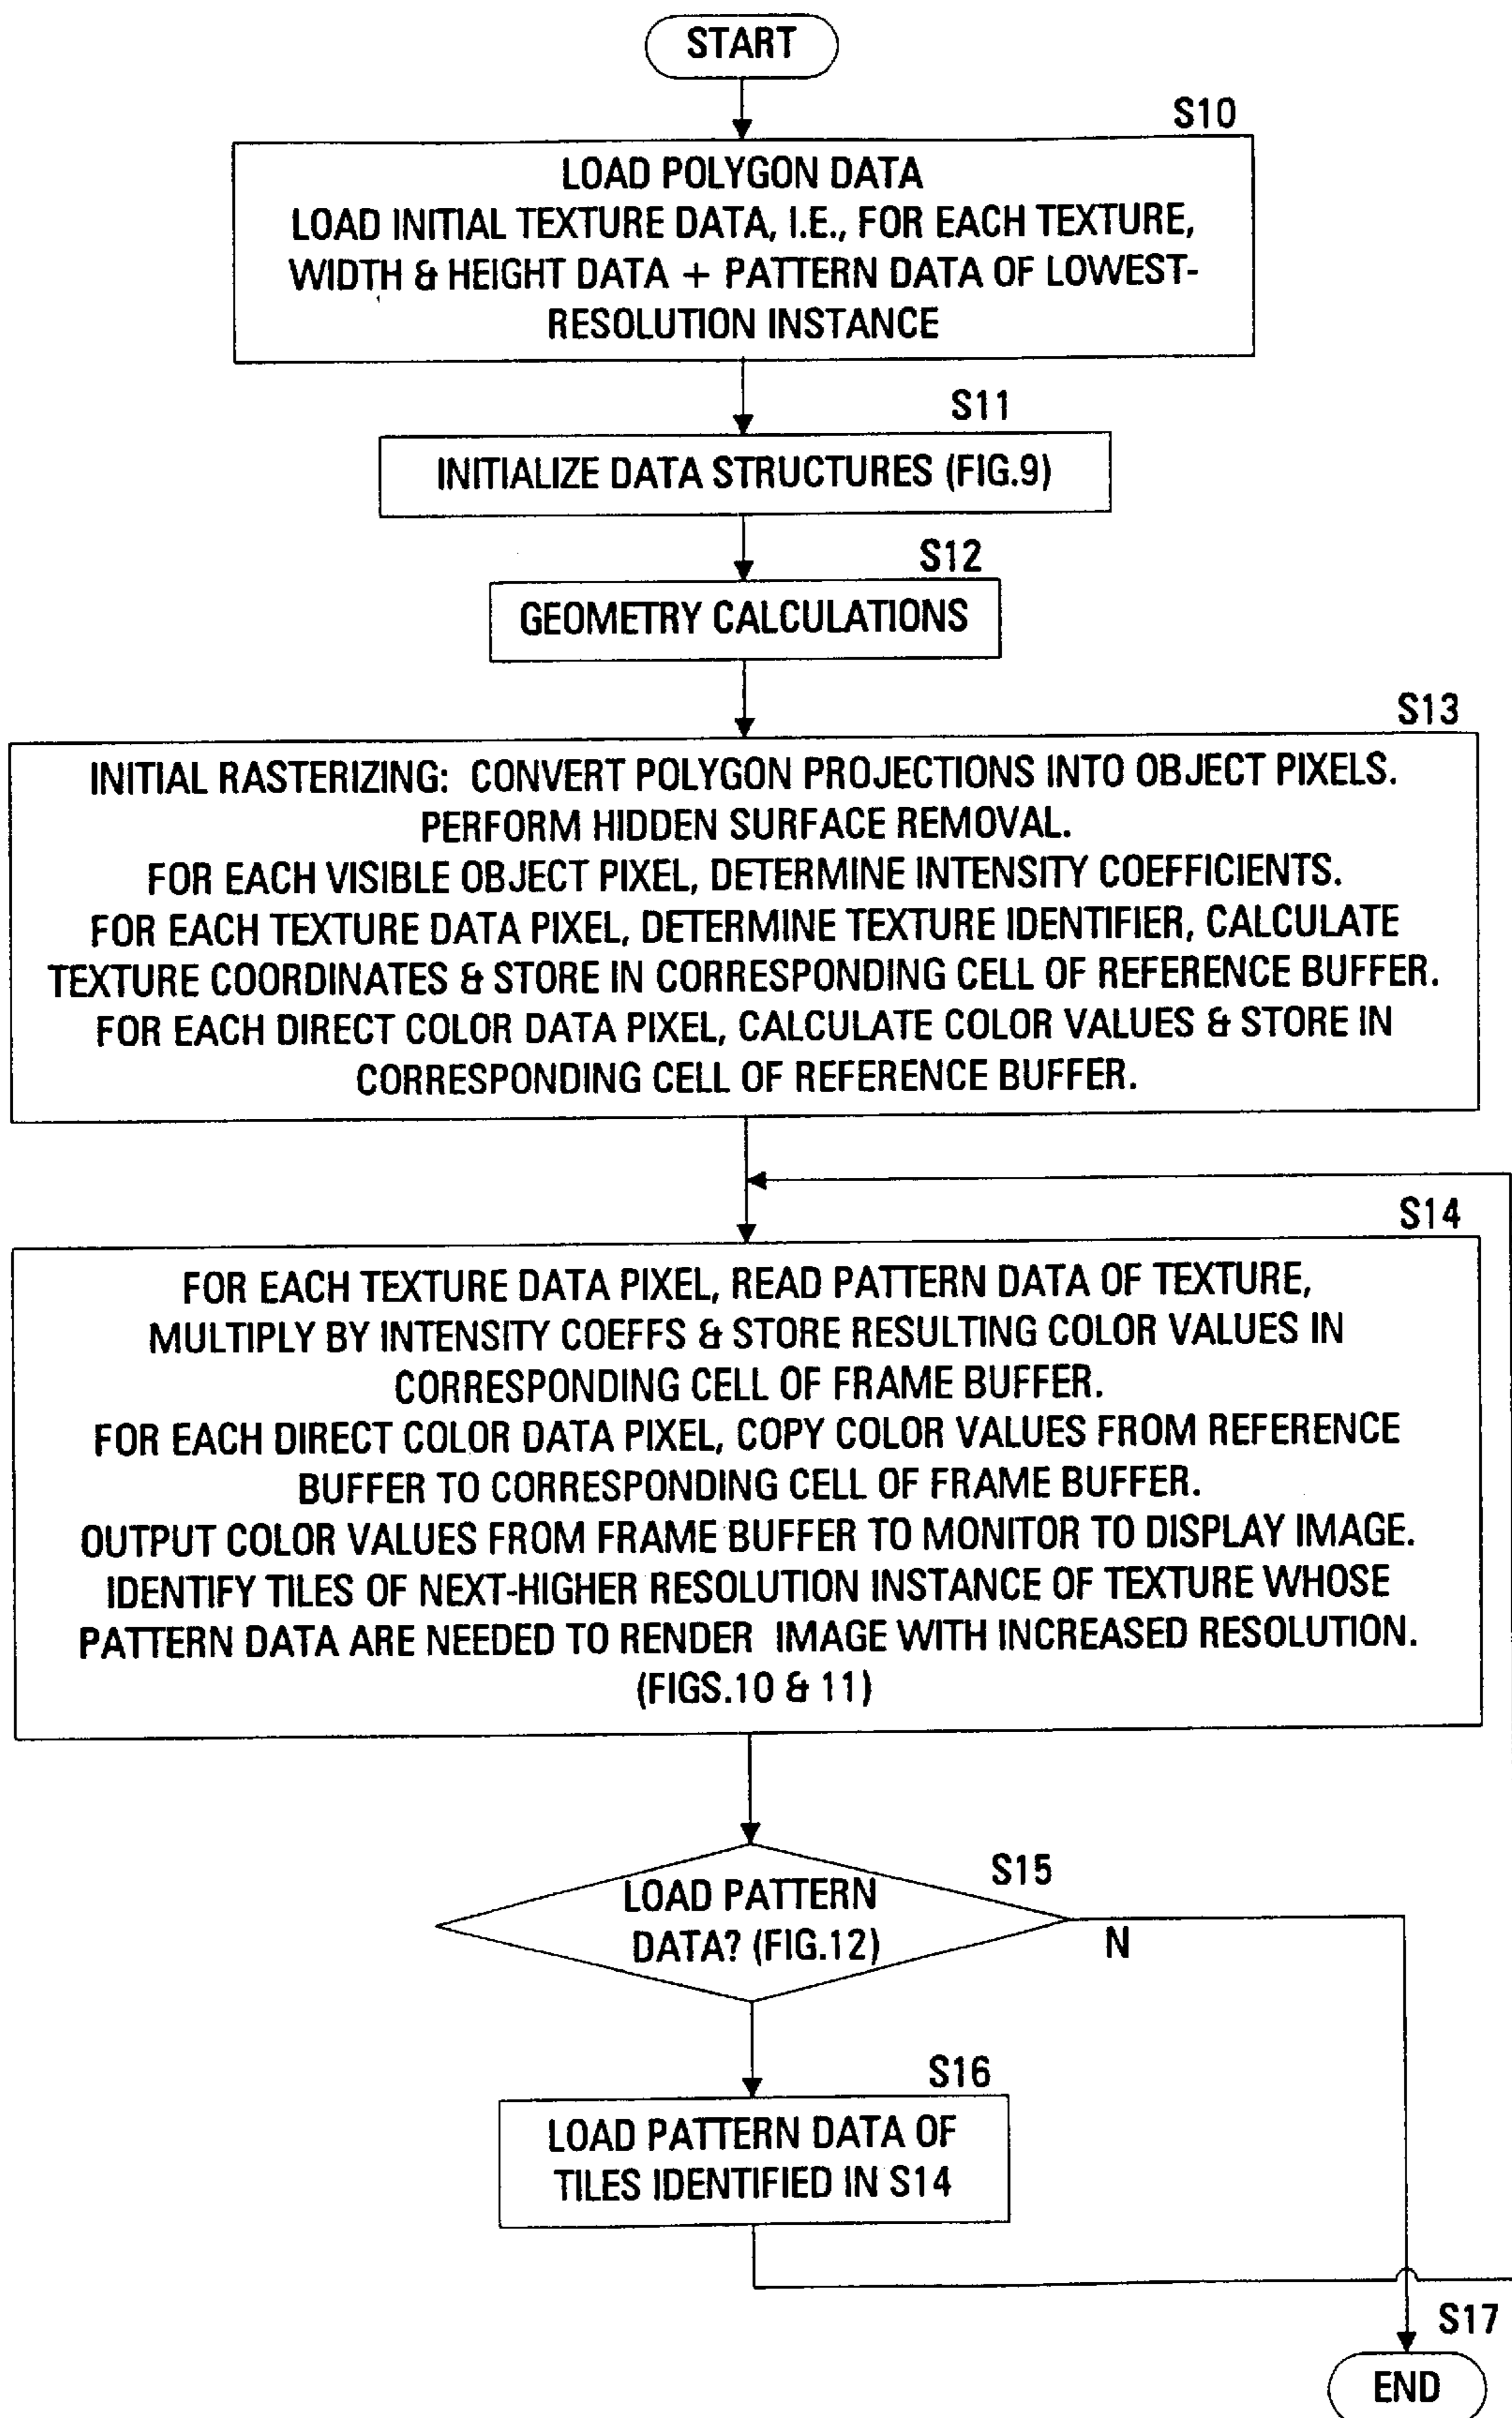 START
S10
LOAD POLYGON DATA
LOAD INITIAL TEXTURE DATA, I.E., FOR EACH TEXTURE,
WIDTH & HEIGHT DATA + PATTERN DATA OF LOWEST-
RESOLUTION INSTANCE
S11
INITIALIZE DATA STRUCTURES (FIG.9)
S12
GEOMETRY CALCULATIONS
S13
INITIAL RASTERIZING: CONVERT POLYGON PROJECTIONS INTO OBJECT PIXELS.
PERFORM HIDDEN SURFACE REMOVAL.
FOR EACH VISIBLE OBJECT PIXEL, DETERMINE INTENSITY COEFFICIENTS.
FOR EACH TEXTURE DATA PIXEL, DETERMINE TEXTURE IDENTIFIER, CALCULATE
TEXTURE COORDINATES & STORE IN CORRESPONDING CELL OF REFERENCE BUFFER.
FOR EACH DIRECT COLOR DATA PIXEL, CALCULATE COLOR VALUES & STORE IN
CORRESPONDING CELL OF REFERENCE BUFFER.
S14
FOR EACH TEXTURE DATA PIXEL, READ PATTERN DATA OF TEXTURE,
MULTIPLY BY INTENSITY COEFFS & STORE RESULTING COLOR VALUES IN
CORRESPONDING CELL OF FRAME BUFFER.
FOR EACH DIRECT COLOR DATA PIXEL, COPY COLOR VALUES FROM REFERENCE
BUFFER TO CORRESPONDING CELL OF FRAME BUFFER.
OUTPUT COLOR VALUES FROM FRAME BUFFER TO MONITOR TO DISPLAY IMAGE.
IDENTIFY TILES OF NEXT-HIGHER RESOLUTION INSTANCE OF TEXTURE WHOSE
PATTERN DATA ARE NEEDED TO RENDER IMAGE WITH INCREASED RESOLUTION.
(FIGS.10 & 11)
S15
LOAD PATTERN
DATA? (FIG.12)
N
S16
LOAD PATTERN DATA OF
TILES IDENTIFIED IN S14
S17
END